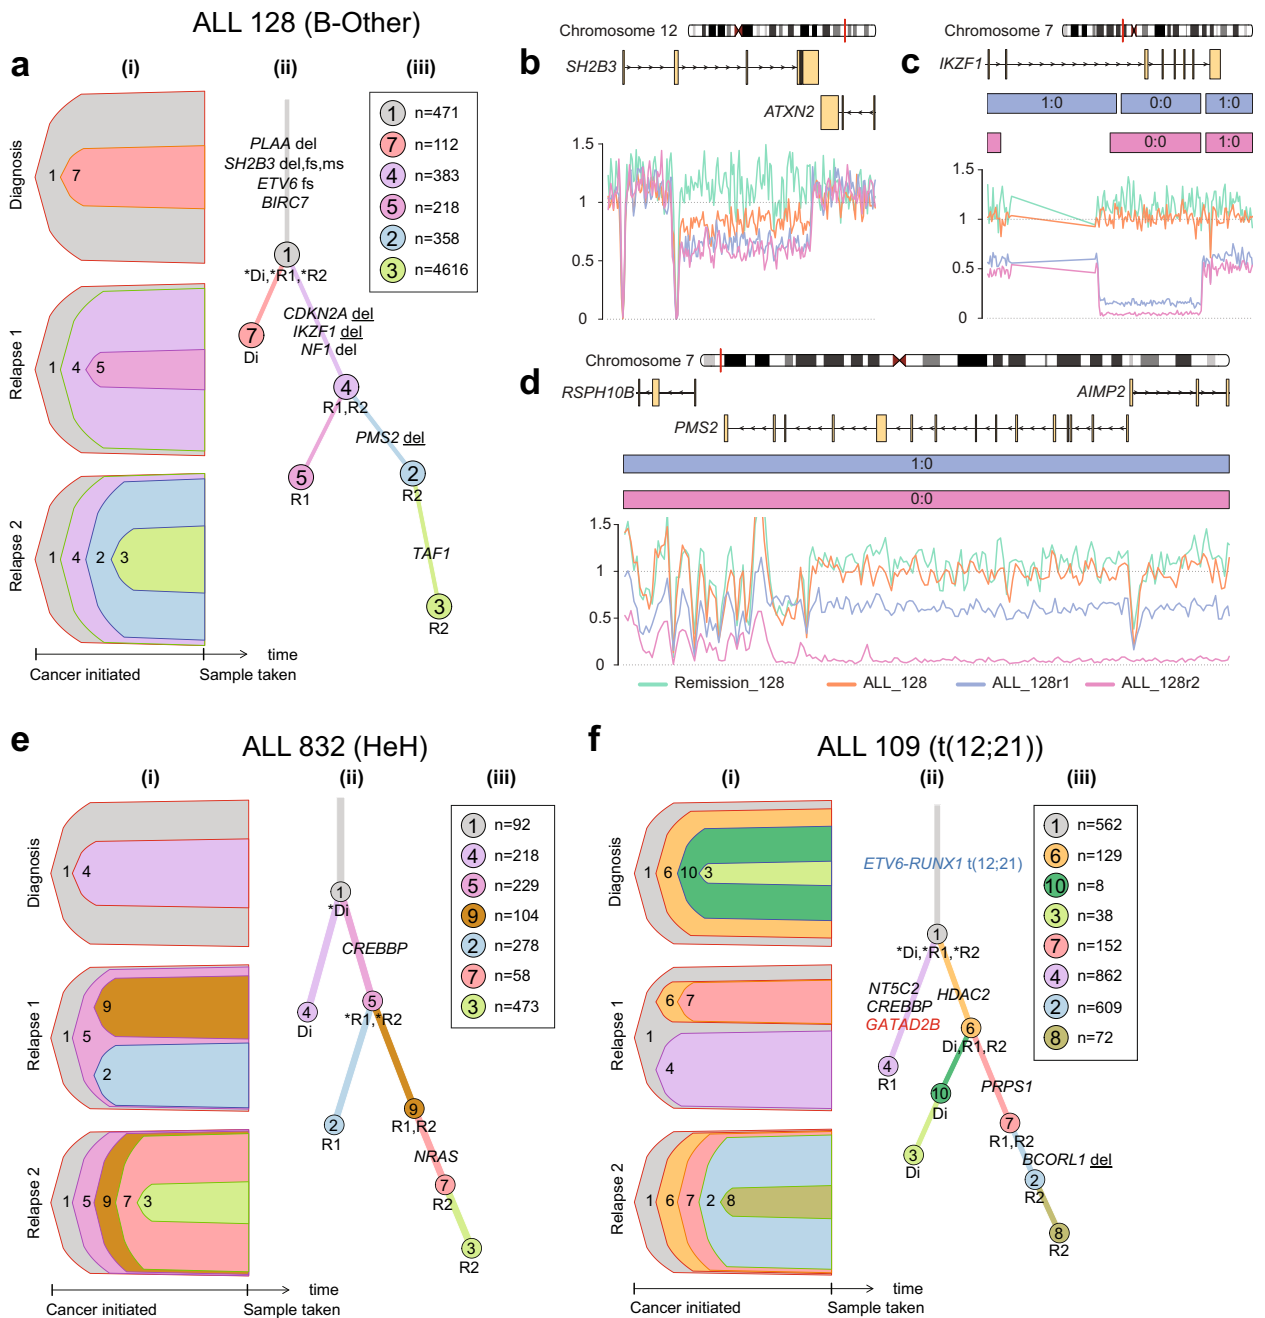 ALL 128 (B-Other)
a
(i)
(ii)
(iii)
Diagnosis
1
7
PLAA del
SH2B3 del,fs,ms
ETV6 fs
BIRC7
1
*Di,*R1,*R2
7
Di
CDKN2A del
IKZF1 del
NF1 del
4
R1,R2
PMS2 del
5
R1
2
R2
TAF1
3
R2
1 n=471
7 n=112
4 n=383
5 n=218
2 n=358
3 n=4616
Relapse 1
1
4
5
Relapse 2
1
4
2
3
time
Cancer initiated
Sample taken
b
Chromosome 12
SH2B3
ATXN2
1.5
1
0.5
0
c
Chromosome 7
IKZF1
1:0
0:0
1:0
0:0
1:0
1.5
1
0.5
0
d
Chromosome 7
RSPH10B
AIMP2
PMS2
1:0
0:0
1.5
1
0.5
0
Remission_128
ALL_128
ALL_128r1
ALL_128r2
e
ALL 832 (HeH)
(i)
(ii)
(iii)
Diagnosis
1
4
Relapse 1
1
5
9
2
Relapse 2
1
5
9
7
3
time
Cancer initiated
Sample taken
1
*Di
CREBBP
4
Di
5
*R1,*R2
2
R1
9
R1,R2
NRAS
7
R2
3
R2
1 n=92
4 n=218
5 n=229
9 n=104
2 n=278
7 n=58
3 n=473
f
ALL 109 (t(12;21))
(i)
(ii)
(iii)
Diagnosis
1
6
10
3
Relapse 1
1
6
7
4
Relapse 2
1
6
7
2
8
time
Cancer initiated
Sample taken
ETV6-RUNX1 t(12;21)
1
*Di,*R1,*R2
NT5C2
CREBBP
GATAD2B
HDAC2
4
R1
6
Di,R1,R2
10
Di
PRPS1
3
Di
7
R1,R2
BCORL1 del
2
R2
8
R2
1 n=562
6 n=129
10 n=8
3 n=38
7 n=152
4 n=862
2 n=609
8 n=72